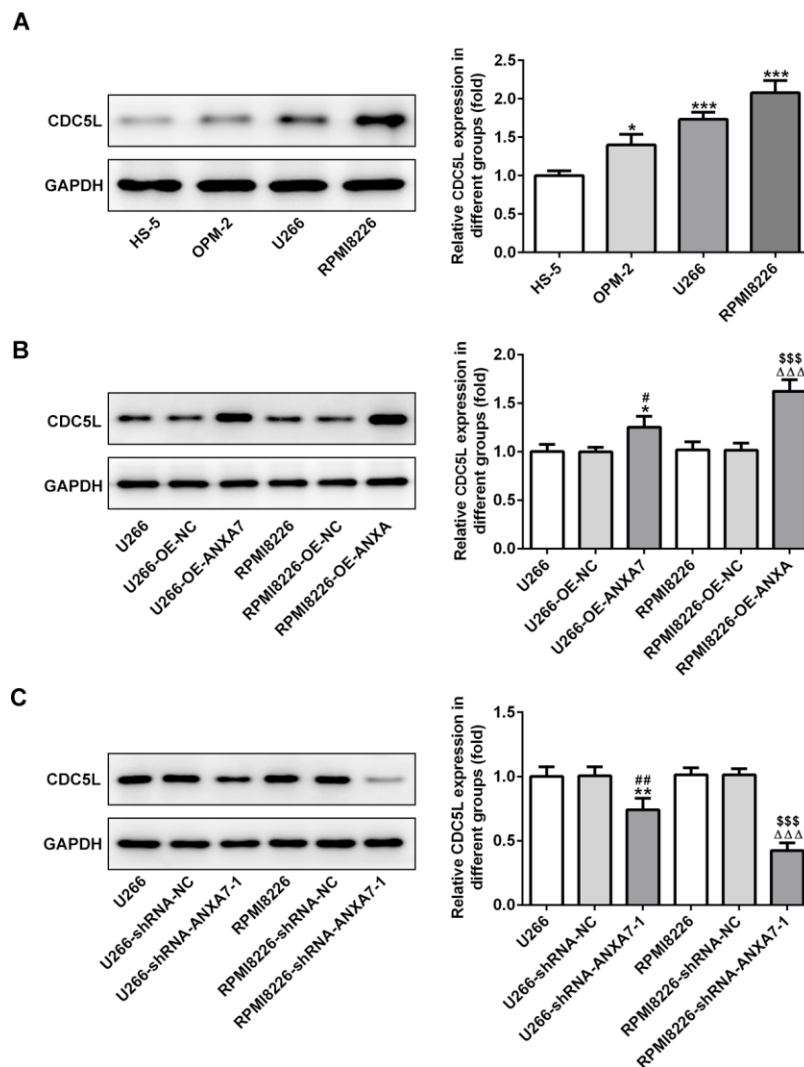 A
CDC5L
GAPDH
HS-5
OPM-2
U266
RPMI8226
Relative CDC5L expression in
different groups (fold)
2.5
2.0
1.5
1.0
0.5
0.0
*
***
***
HS-5
OPM-2
U266
RPMI8226
B
CDC5L
GAPDH
U266
U266-OE-NC
U266-OE-ANXA7
RPMI8226
RPMI8226-OE-NC
RPMI8226-OE-ANXA
Relative CDC5L expression in
different groups (fold)
2.0
1.5
1.0
0.5
0.0
#
*
$$$
ΔΔΔ
U266
U266-OE-NC
U266-OE-ANXA7
RPMI8226
RPMI8226-OE-NC
RPMI8226-OE-ANXA
C
CDC5L
GAPDH
U266
U266-shRNA-NC
U266-shRNA-ANXA7-1
RPMI8226
RPMI8226-shRNA-NC
RPMI8226-shRNA-ANXA7-1
Relative CDC5L expression in
different groups (fold)
1.5
1.0
0.5
0.0
##
**
$$$
ΔΔΔ
U266
U266-shRNA-NC
U266-shRNA-ANXA7-1
RPMI8226
RPMI8226-shRNA-NC
RPMI8226-shRNA-ANXA7-1